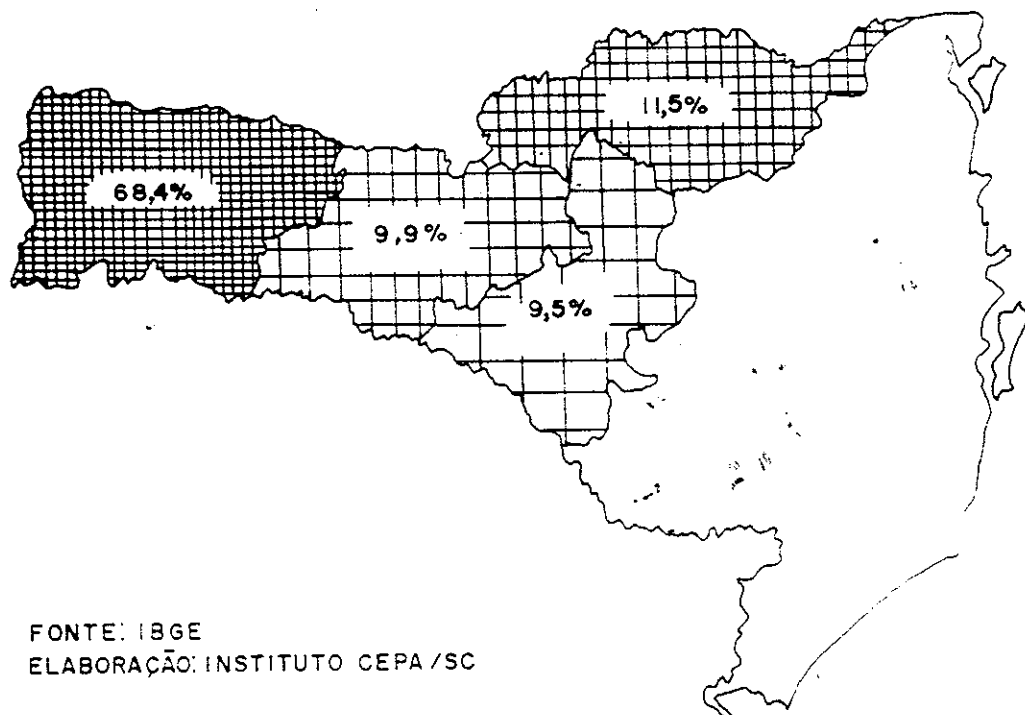 11,5%
68,4%
9,9%
9,5%
FONTE: IBGE
ELABORAÇÃO: INSTITUTO CEPA/SC